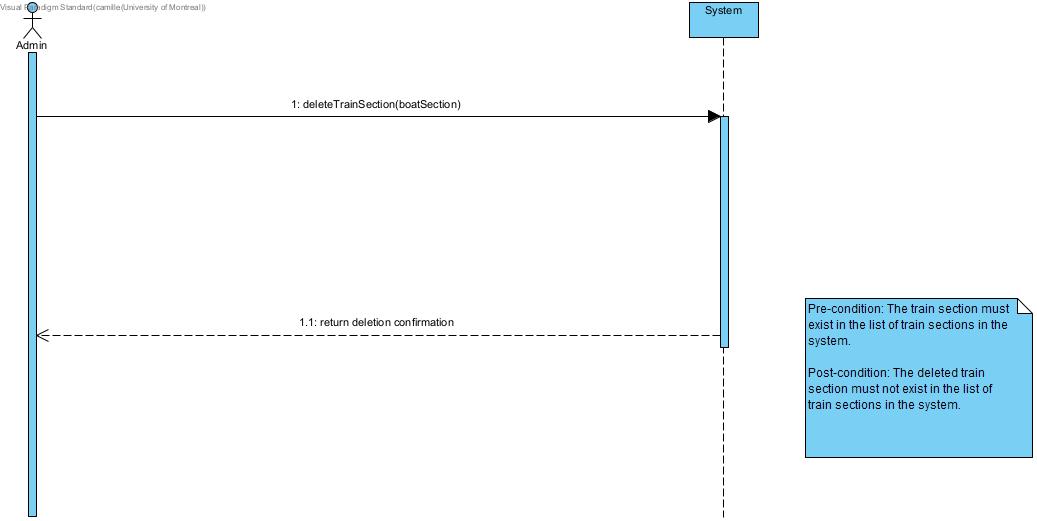 Visual Paradigm Standard(camille(University of Montreal))
Admin
System
1: deleteTrainSection(boatSection)
1.1: return deletion confirmation
Pre-condition: The train section must
exist in the list of train sections in the
system.
Post-condition: The deleted train
section must not exist in the list of
train sections in the system.